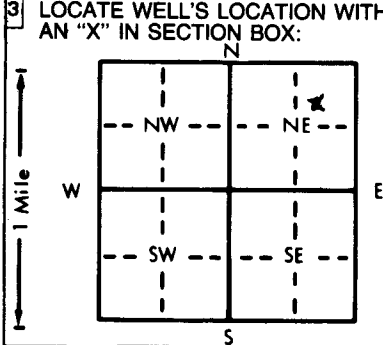 3 LOCATE WELL'S LOCATION WITH
AN "X" IN SECTION BOX:
N
NW NE
W E
1 Mile
SW SE
S